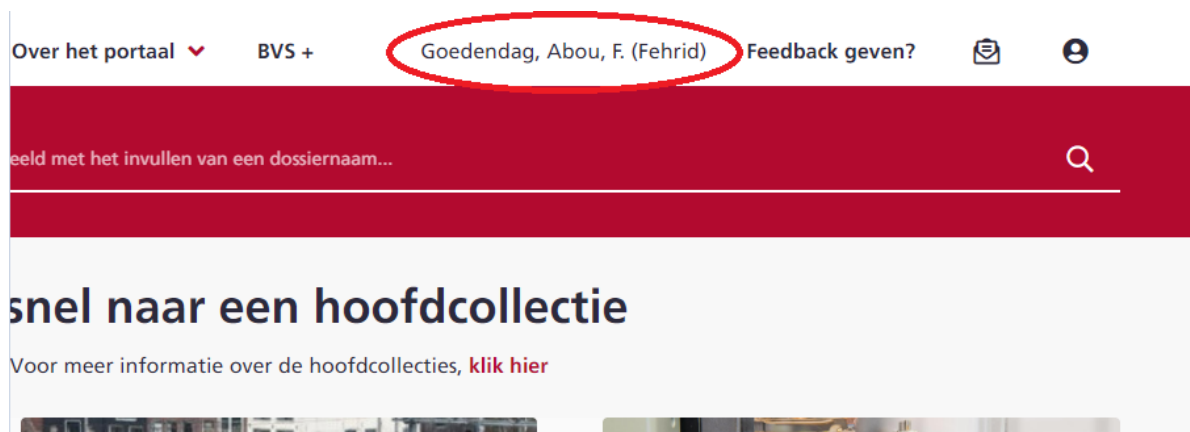 Over het portaal BVS + Goedendag, Abou, F. (Fehrid) Feedback geven?
eeld met het invullen van een dossiernaam...
snel naar een hoofdcollectie
Voor meer informatie over de hoofdcollecties, klik hier